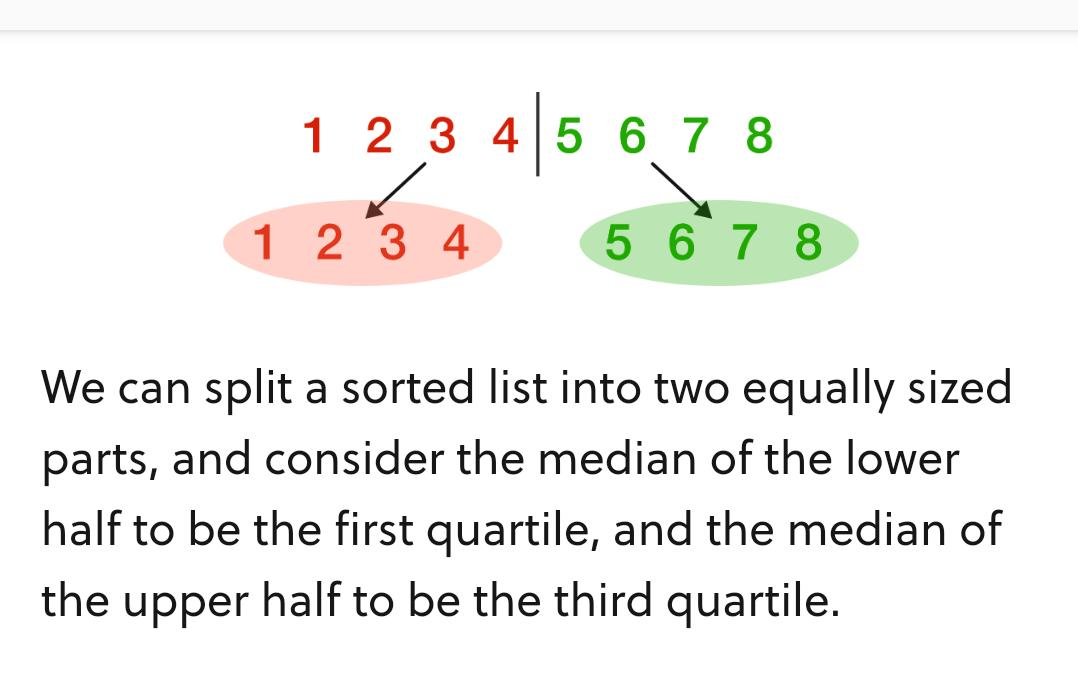 1 2 3 4 5 6 7 8
1 2 3 4 5 6 7 8
We can split a sorted list into two equally sized
parts, and consider the median of the lower
half to be the first quartile, and the median of
the upper half to be the third quartile.